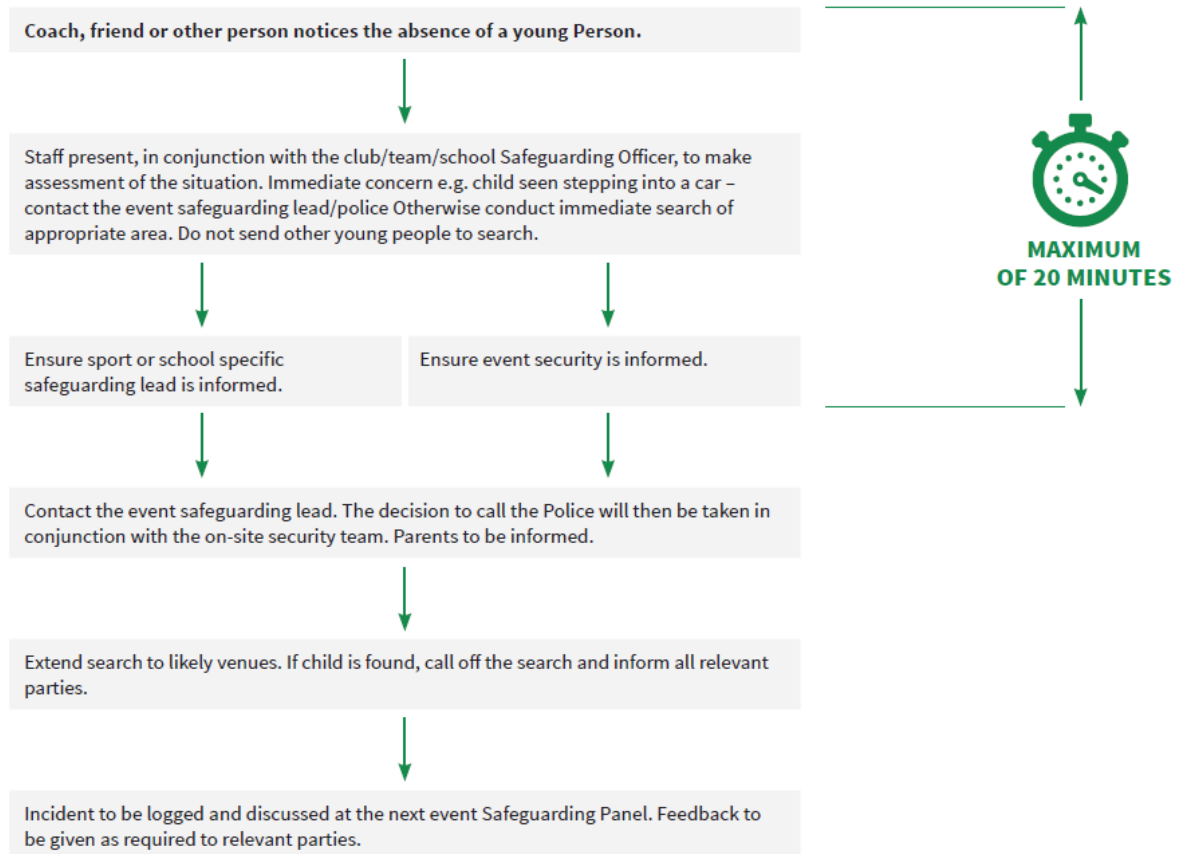 Coach, friend or other person notices the absence of a young Person.
Staff present, in conjunction with the club/team/school Safeguarding Officer, to make
assessment of the situation. Immediate concern e.g. child seen stepping into a car –
contact the event safeguarding lead/police Otherwise conduct immediate search of
appropriate area. Do not send other young people to search.
MAXIMUM
OF 20 MINUTES
Ensure sport or school specific
safeguarding lead is informed.
Ensure event security is informed.
Contact the event safeguarding lead. The decision to call the Police will then be taken in
conjunction with the on-site security team. Parents to be informed.
Extend search to likely venues. If child is found, call off the search and inform all relevant
parties.
Incident to be logged and discussed at the next event Safeguarding Panel. Feedback to
be given as required to relevant parties.